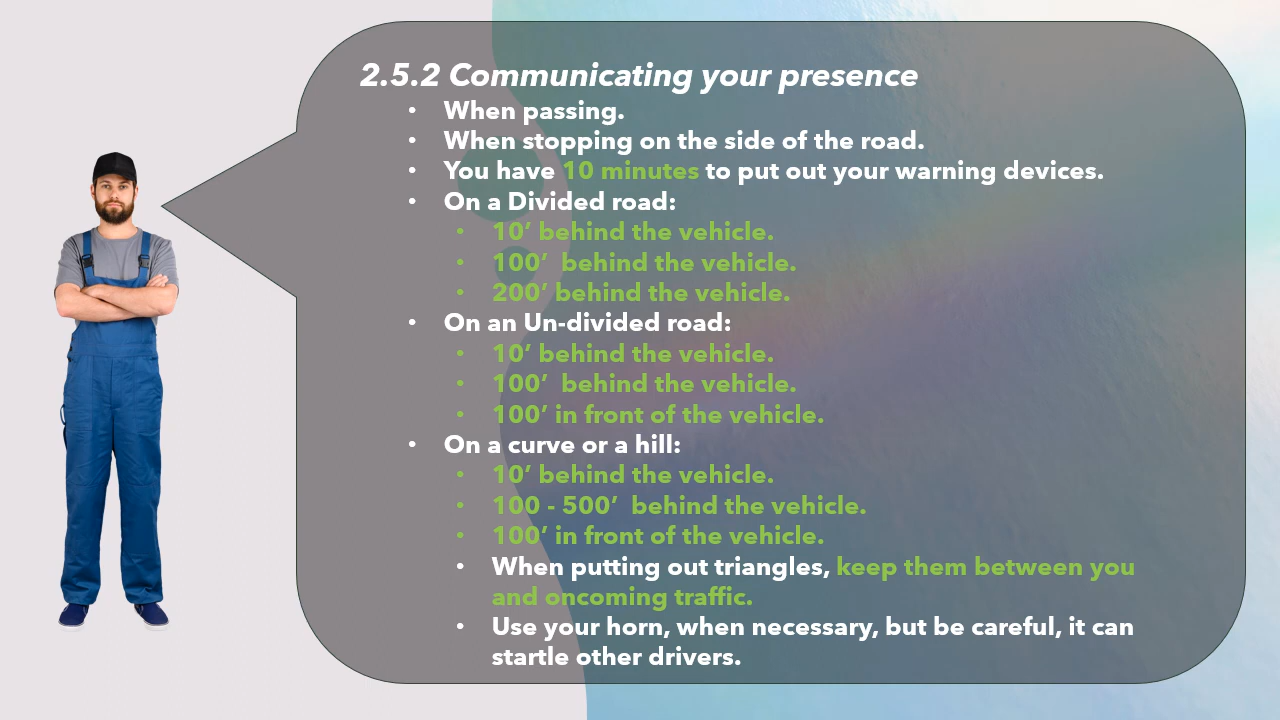 2.5.2 Communicating your presence
• When passing.
• When stopping on the side of the road.
• You have 10 minutes to put out your warning devices.
• On a Divided road:
• 10’ behind the vehicle.
• 100’  behind the vehicle.
• 200’ behind the vehicle.
• On an Un-divided road:
• 10’ behind the vehicle.
• 100’  behind the vehicle.
• 100’ in front of the vehicle.
• On a curve or a hill:
• 10’ behind the vehicle.
• 100 - 500’  behind the vehicle.
• 100’ in front of the vehicle.
• When putting out triangles, keep them between you
and oncoming traffic.
• Use your horn, when necessary, but be careful, it can
startle other drivers.